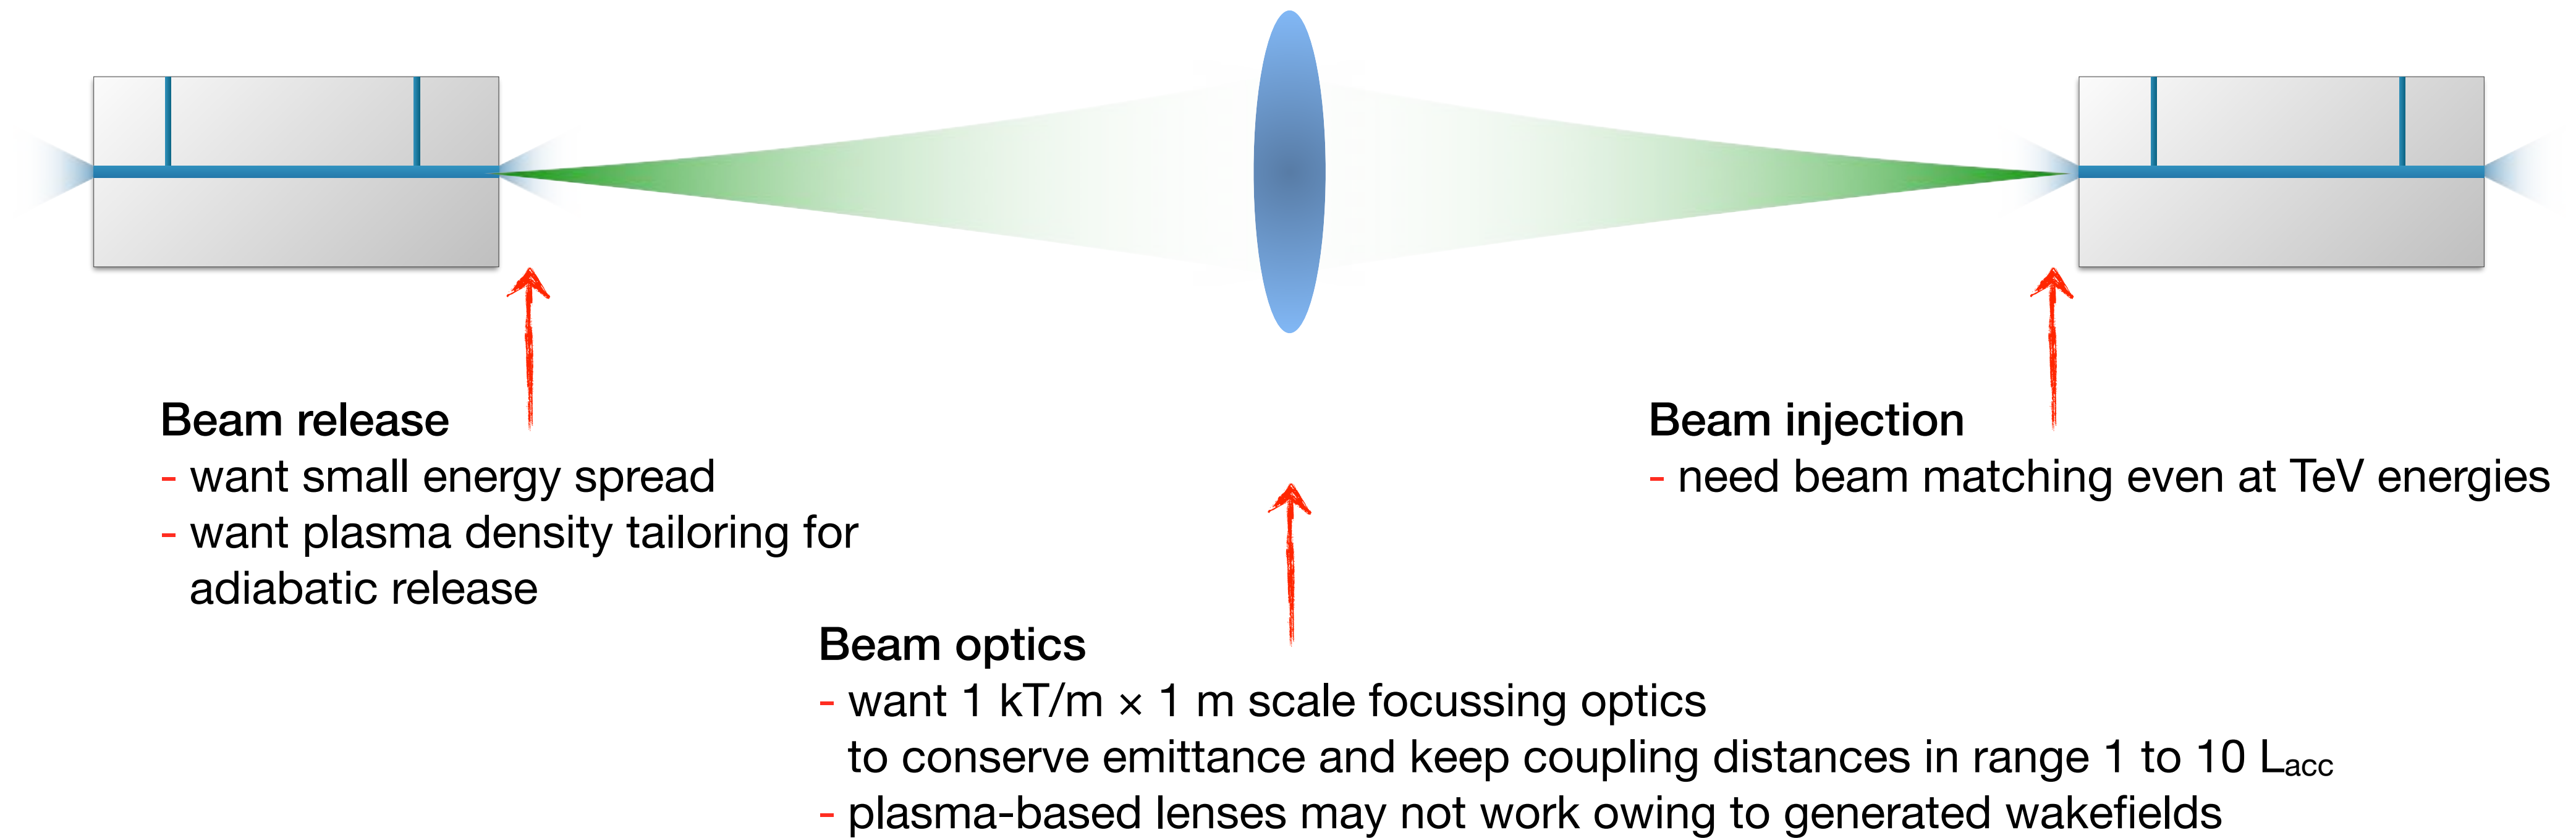 Beam release
- want small energy spread
- want plasma density tailoring for
adiabatic release
Beam injection
- need beam matching even at TeV energies
Beam optics
- want 1 kT/m × 1 m scale focussing optics
to conserve emittance and keep coupling distances in range 1 to 10 Lacc
- plasma-based lenses may not work owing to generated wakefields